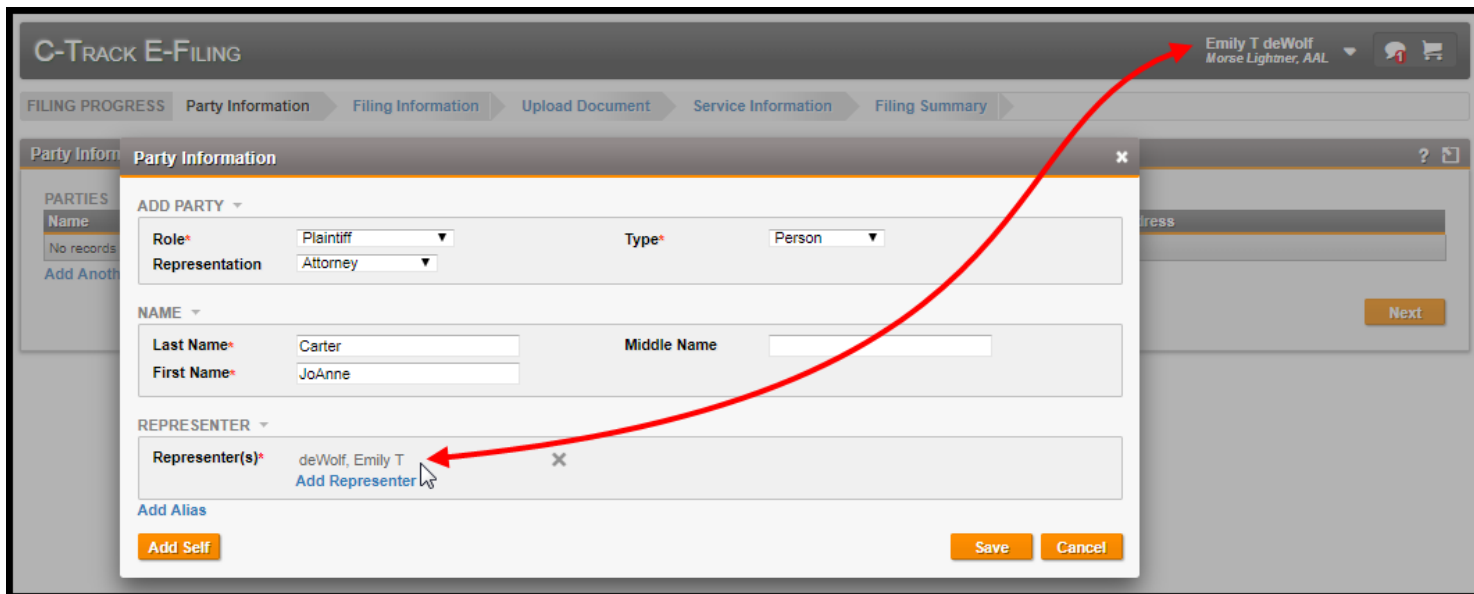 C-Track E-Filing
Emily T deWolf
Morse Lightner, AAL
1
FILING PROGRESS Party Information Filing Information Upload Document Service Information Filing Summary
Party Inform
? 
Party Information
PARTIES
Name
dress
No records
Add Anoth
Next
ADD PARTY
Role* Plaintiff Type* Person
Representation Attorney
NAME
Last Name* Carter Middle Name
First Name* JoAnne
REPRESENTER
Representer(s)* deWolf, Emily T
Add Representer
Add Alias
Add Self Save Cancel